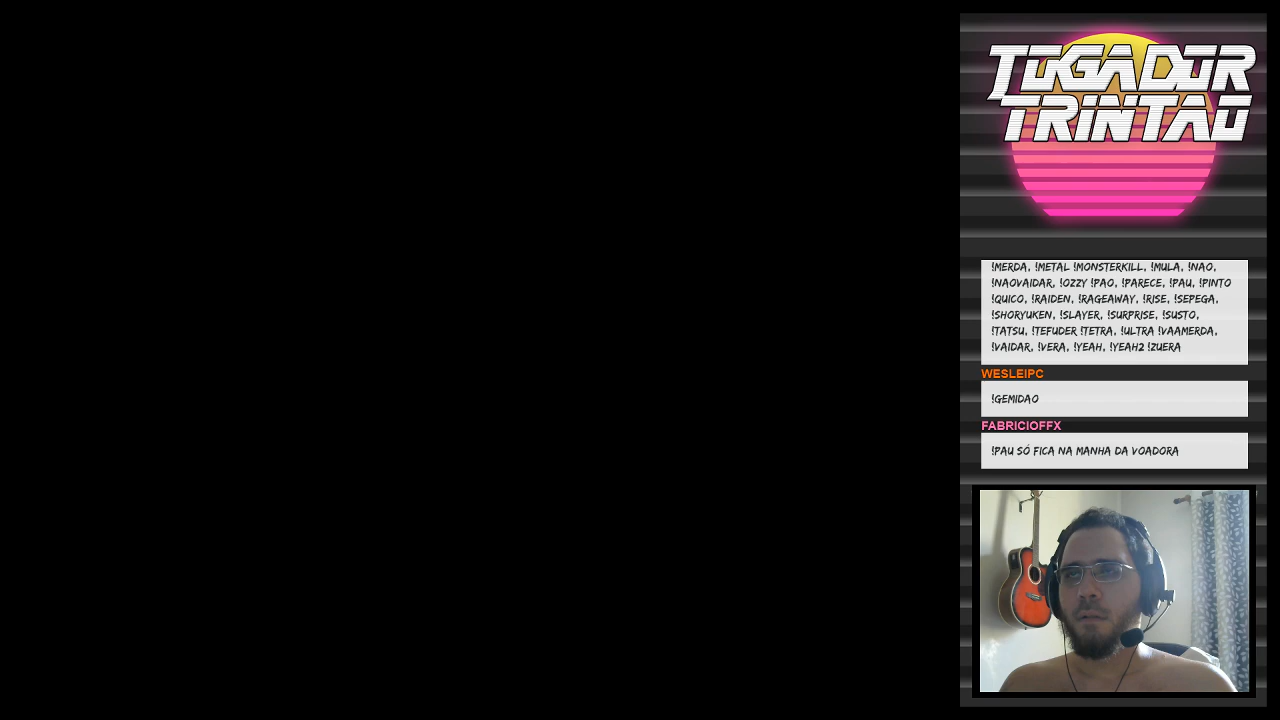 JOGADOR
TRINTAO
!MERDA, !METAL !MONSTERKILL, !MULA, !NAO,
!NAOVAIDAR, !OZZY !PAO, !PARECE, !PAU, !PINTO
!QUICO, !RAIDEN, !RAGEAWAY, !RISE, !SEPEGA,
!SHORYUKEN, !SLAYER, !SURPRISE, !SUSTO,
!TATSU, !TEFUDER !TETRA, !ULTRA !VAAMERDA,
!VAIDAR, !VERA, !YEAH, !YEAH2 !ZUERA
WESLEIPC
!GEMIDAO
FABRICIOFFX
!PAU SÓ FICA NA MANHA DA VOADORA